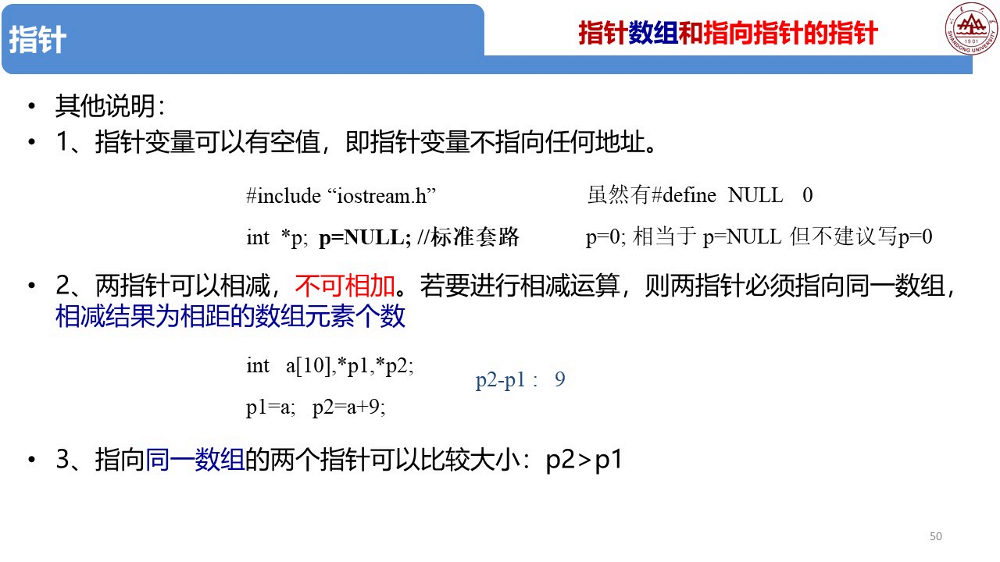 指针
指针数组和指向指针的指针
SHANDONG UNIVERSITY
1901
• 其他说明：
• 1、指针变量可以有空值，即指针变量不指向任何地址。
#include “iostream.h”
虽然有#define NULL 0
int *p; p=NULL; //标准套路
p=0; 相当于 p=NULL 但不建议写p=0
• 2、两指针可以相减，不可相加。若要进行相减运算，则两指针必须指向同一数组，
相减结果为相距的数组元素个数
int a[10],*p1,*p2;
p2-p1 : 9
p1=a; p2=a+9;
• 3、指向同一数组的两个指针可以比较大小：p2>p1
50